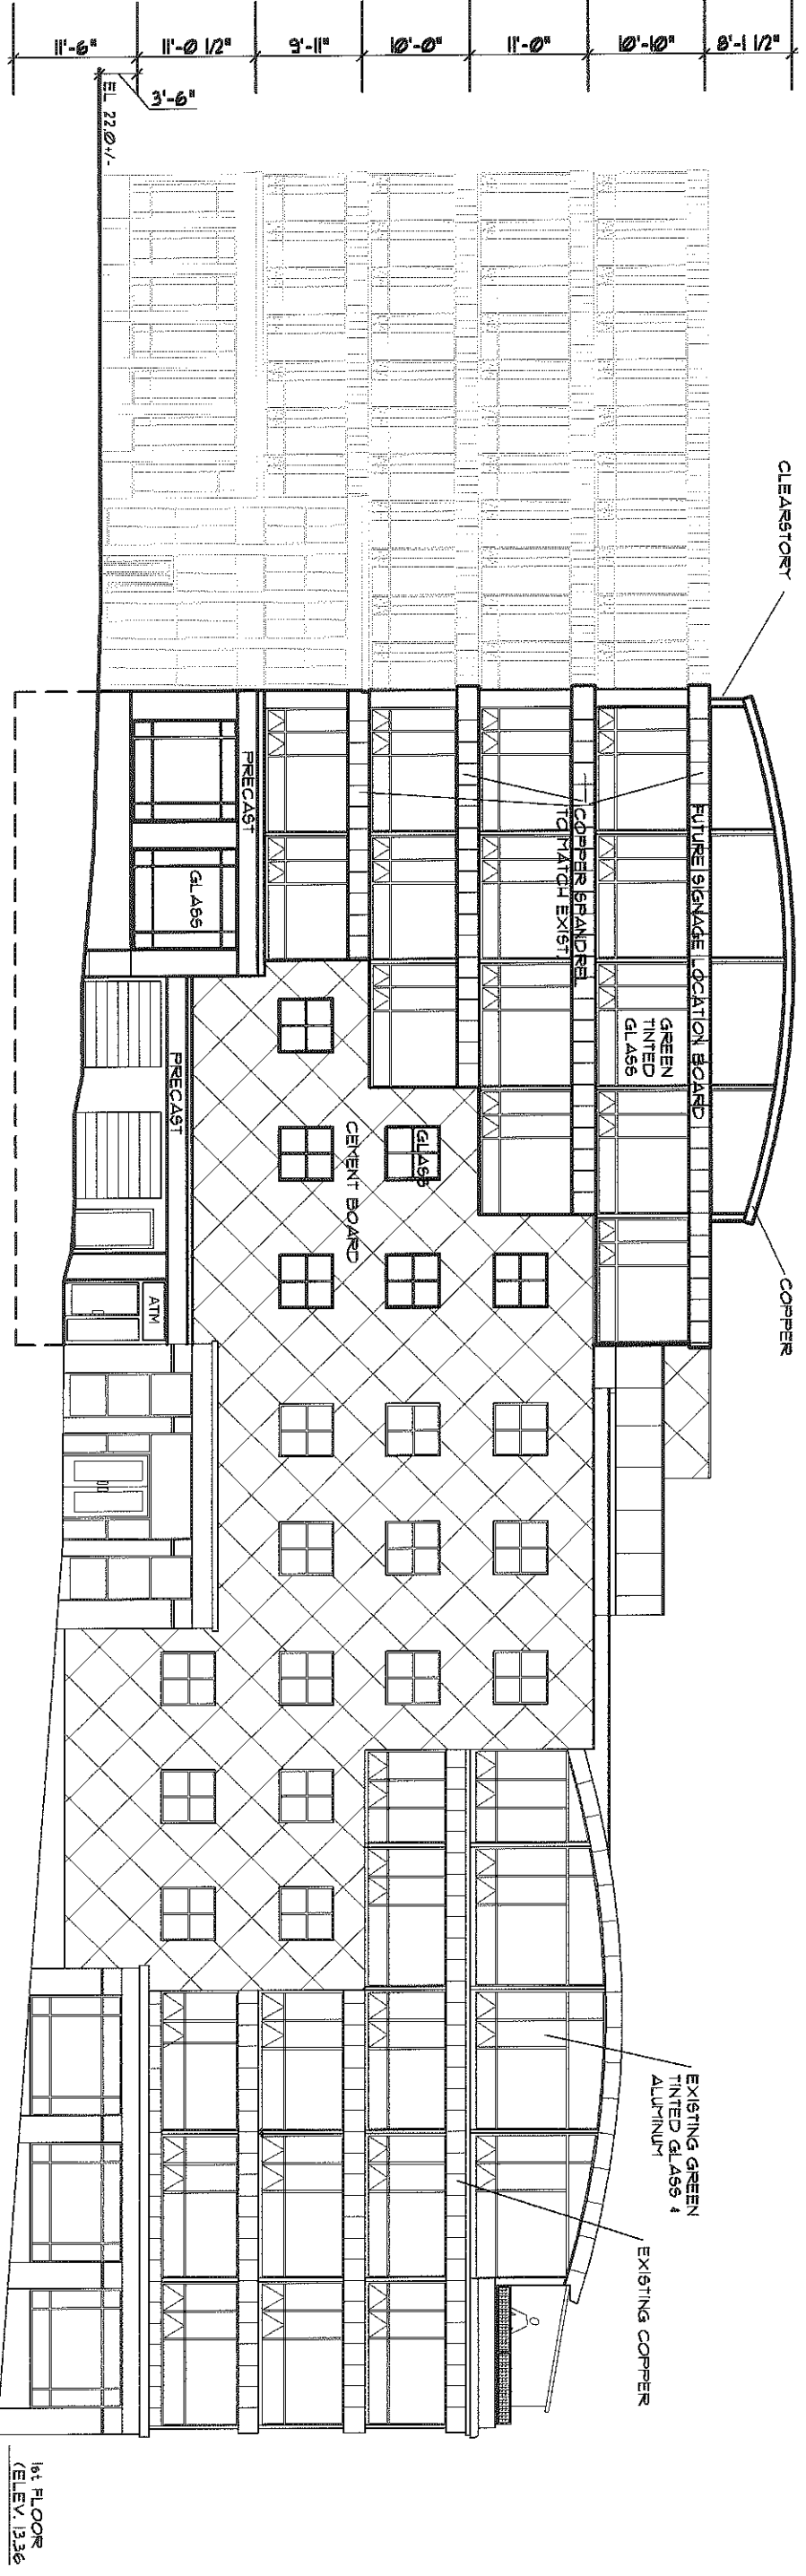 11'-6"
11'-0 1/2"
9'-11"
10'-0"
11'-0"
10'-10"
8'-1 1/2"
3'-6"
EL 22.0+/-
CLEARSTORY
COPPER
FUTURE SIGNAGE LOCATION BOARD
GREEN
TINTED
GLASS
COPPER SPANDREL
TO MATCH EXIST.
PRECAST
GLASS
GLASS
CEMENT BOARD
PRECAST
ATM
EXISTING GREEN
TINTED GLASS &
ALUMINUM
EXISTING COPPER
1st FLOOR
(ELEV. 13.36